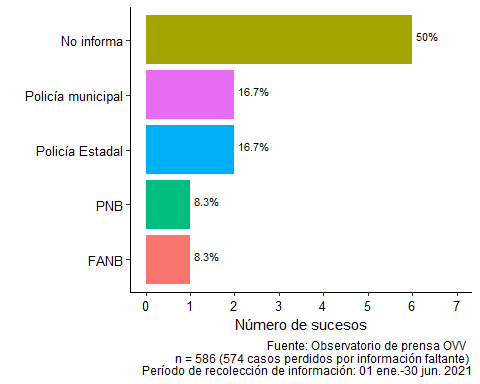 No informa
50%
Policía municipal
16.7%
Policía Estadal
16.7%
PNB
8.3%
FANB
8.3%
0 1 2 3 4 5 6 7
Número de sucesos
Fuente: Observatorio de prensa OVV
n = 586 (574 casos perdidos por información faltante)
Período de recolección de información: 01 ene.-30 jun. 2021